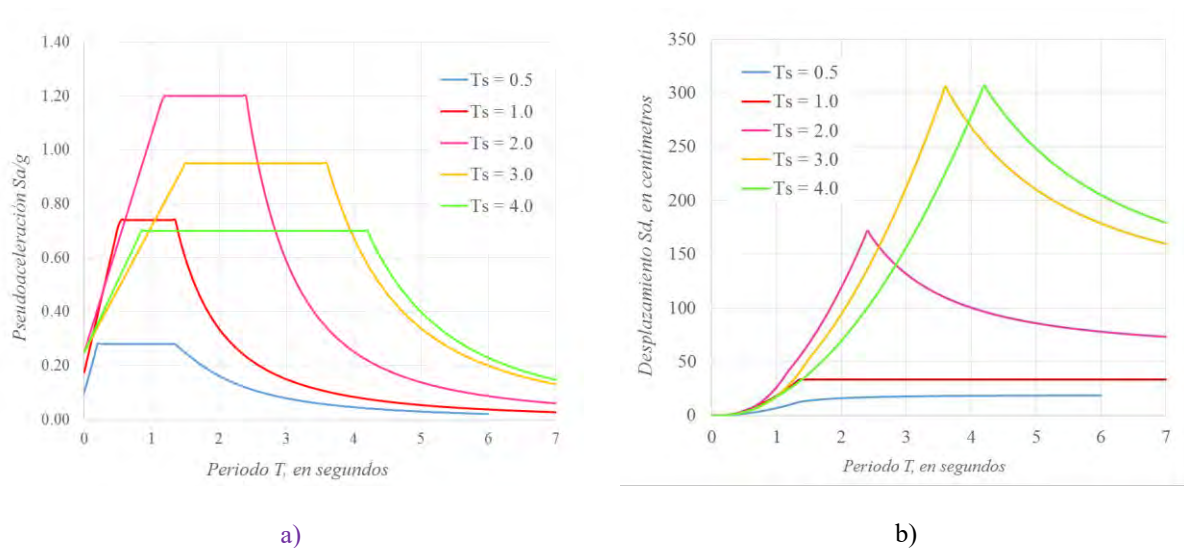 1.40
1.20
1.00
0.80
0.60
0.40
0.20
0.00
Pseudoaceleración Sa/g
Ts = 0.5
Ts = 1.0
Ts = 2.0
Ts = 3.0
Ts = 4.0
0 1 2 3 4 5 6 7
Periodo T, en segundos
a)
350
300
250
200
150
100
50
0
Desplazamiento Sd, en centímetros
Ts = 0.5
Ts = 1.0
Ts = 2.0
Ts = 3.0
Ts = 4.0
0 1 2 3 4 5 6 7
Periodo T, en segundos
b)